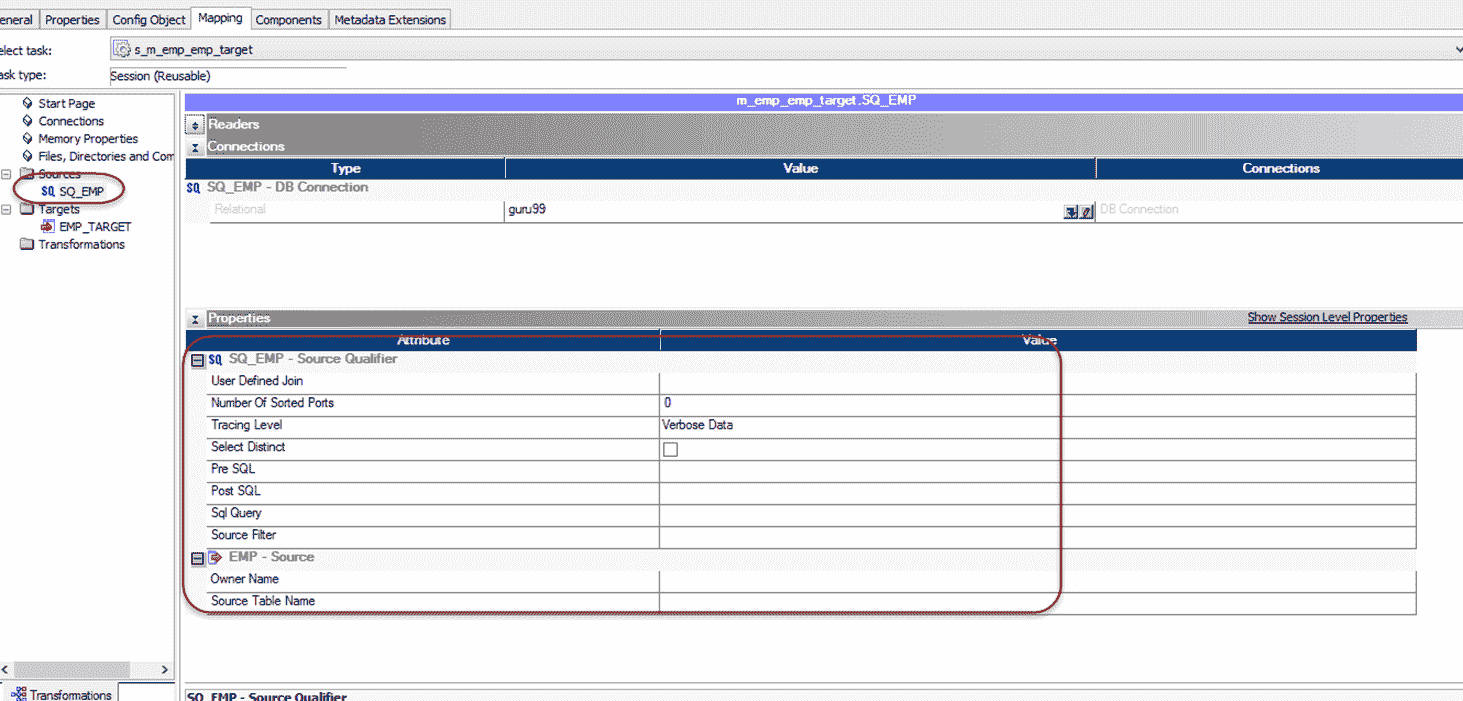 eneral Properties Config Object Mapping Components Metadata Extensions
elect task: s_m_emp_emp_target
ask type: Session (Reusable)
Start Page
Connections
Memory Properties
Files, Directories and Com
Sources
SQ SQ_EMP
Targets
EMP_TARGET
Transformations
Transformations
m_emp_emp_target.SQ_EMP
Readers
Connections
Type Value Connections
SQ SQ_EMP - DB Connection
Relational guru99 DB Connection
Properties Show Session Level Properties
Attribute Value
SQ SQ_EMP - Source Qualifier
User Defined Join
Number Of Sorted Ports 0
Tracing Level Verbose Data
Select Distinct
Pre SQL
Post SQL
Sql Query
Source Filter
EMP - Source
Owner Name
Source Table Name
SQ_EMP - Source Qualifier